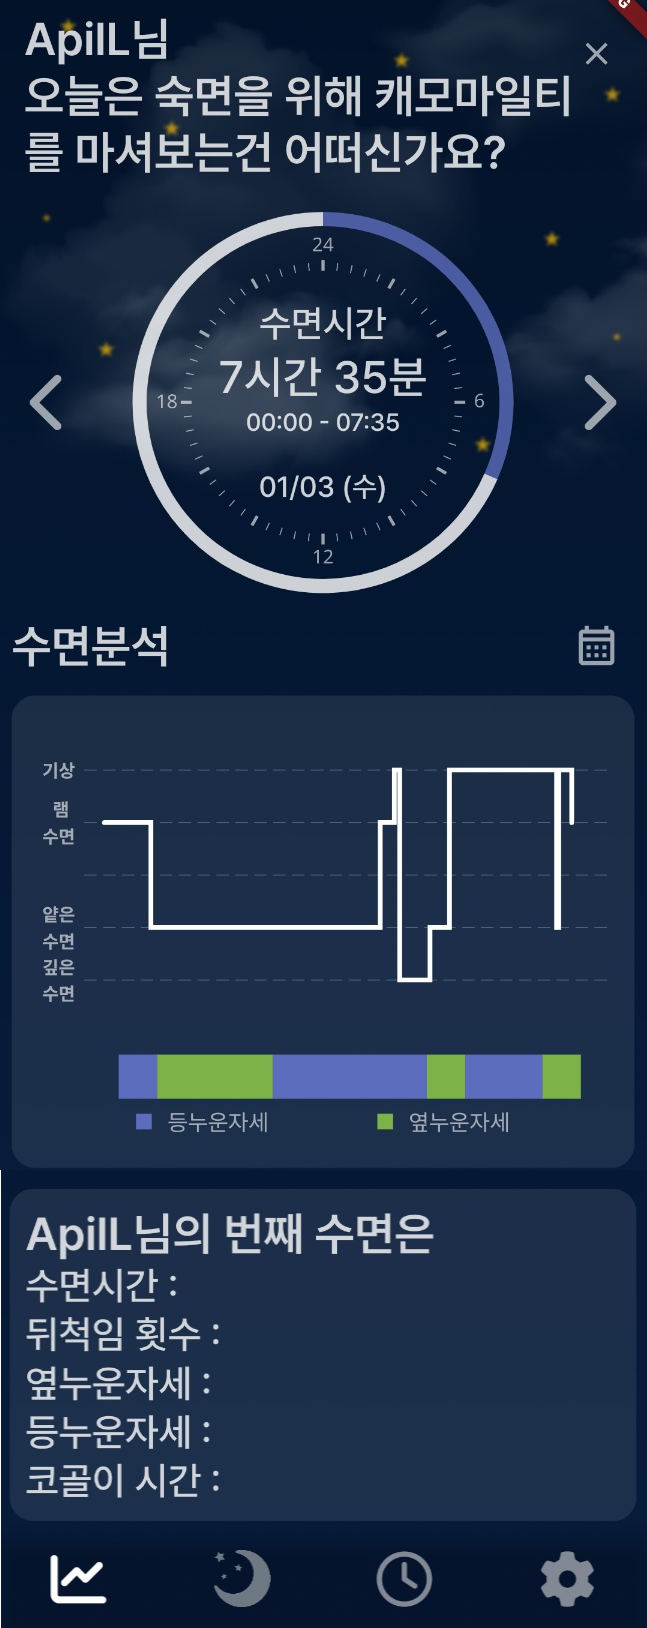 ApilL님
오늘은 숙면을 위해 캐모마일티
를 마셔보는건 어떠신가요?
24
수면시간
7시간 35분
18
6
00:00 - 07:35
01/03 (수)
12
수면분석
기상
램
수면
얕은
수면
깊은
수면
등누운자세
옆누운자세
ApilL님의 번째 수면은
수면시간 :
뒤척임 횟수 :
옆누운자세 :
등누운자세 :
코골이 시간 :